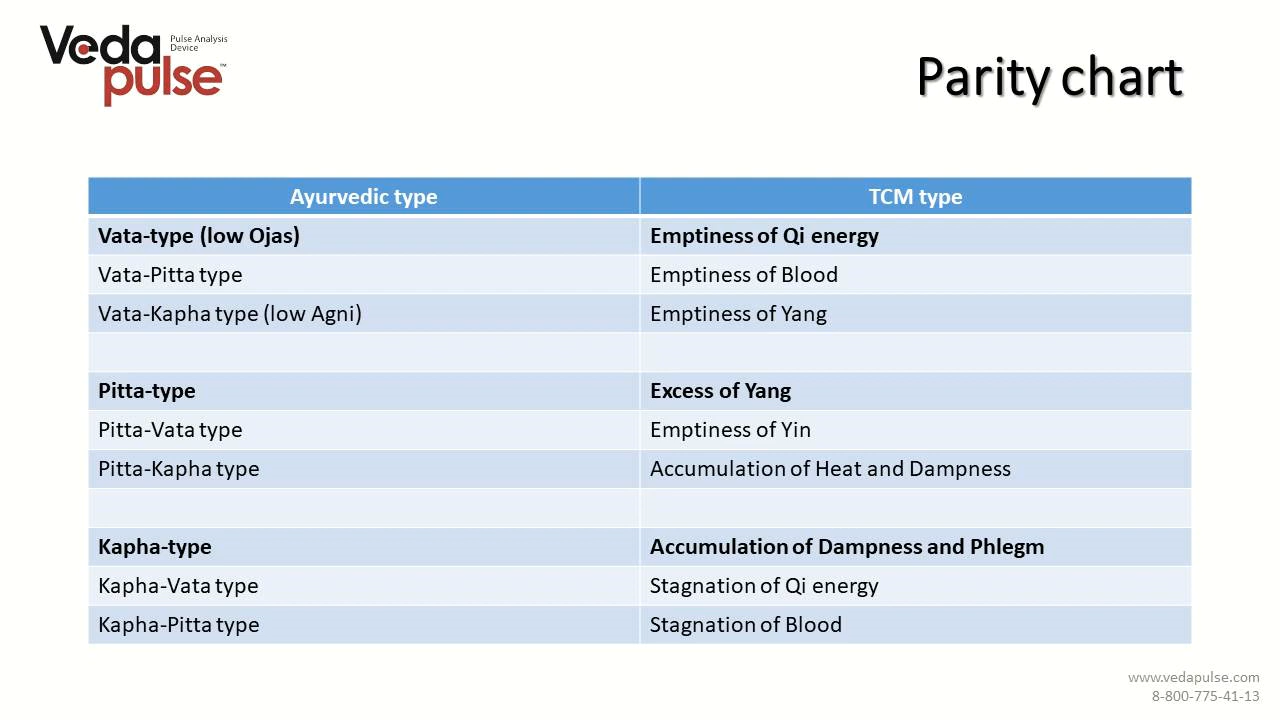 Veda
pulse™
Pulse Analysis
Device
Parity chart
Ayurvedic type TCM type
Vata-type (low Ojas) Emptiness of Qi energy
Vata-Pitta type Emptiness of Blood
Vata-Kapha type (low Agni) Emptiness of Yang
Pitta-type Excess of Yang
Pitta-Vata type Emptiness of Yin
Pitta-Kapha type Accumulation of Heat and Dampness
Kapha-type Accumulation of Dampness and Phlegm
Kapha-Vata type Stagnation of Qi energy
Kapha-Pitta type Stagnation of Blood
www.vedapulse.com
8-800-775-41-13